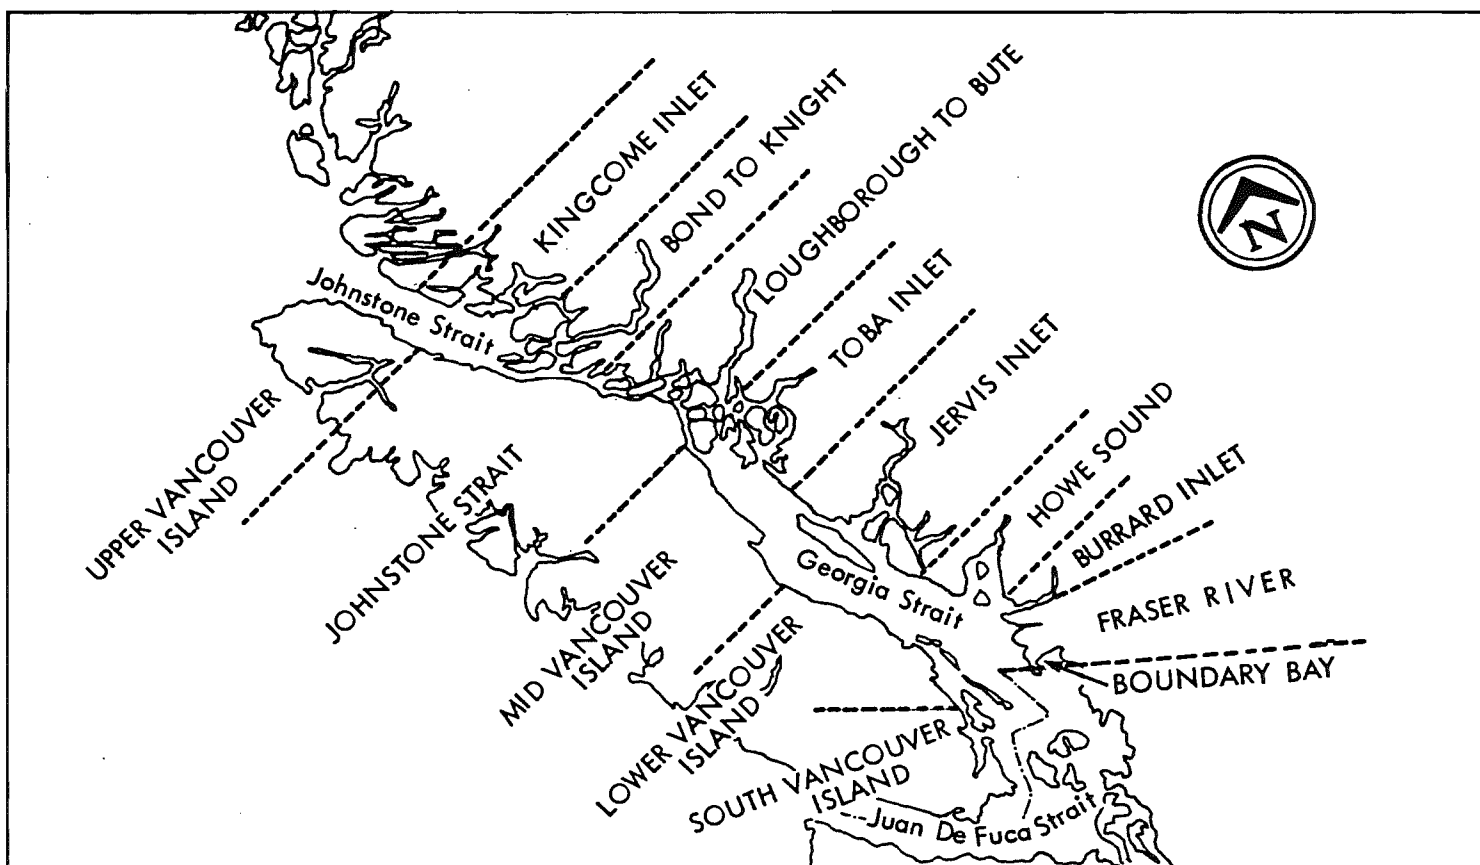 KINGCOME INLET
BOND TO KNIGHT
LOUGHBOROUGH TO BUTE
TOBA INLET
JERVIS INLET
HOWE SOUND
BURRARD INLET
FRASER RIVER
BOUNDARY BAY
N
Johnstone Strait
Georgia Strait
Juan De Fuca Strait
UPPER VANCOUVER
ISLAND
JOHNSTONE STRAIT
MID VANCOUVER
ISLAND
LOWER VANCOUVER
ISLAND
SOUTH VANCOUVER
ISLAND